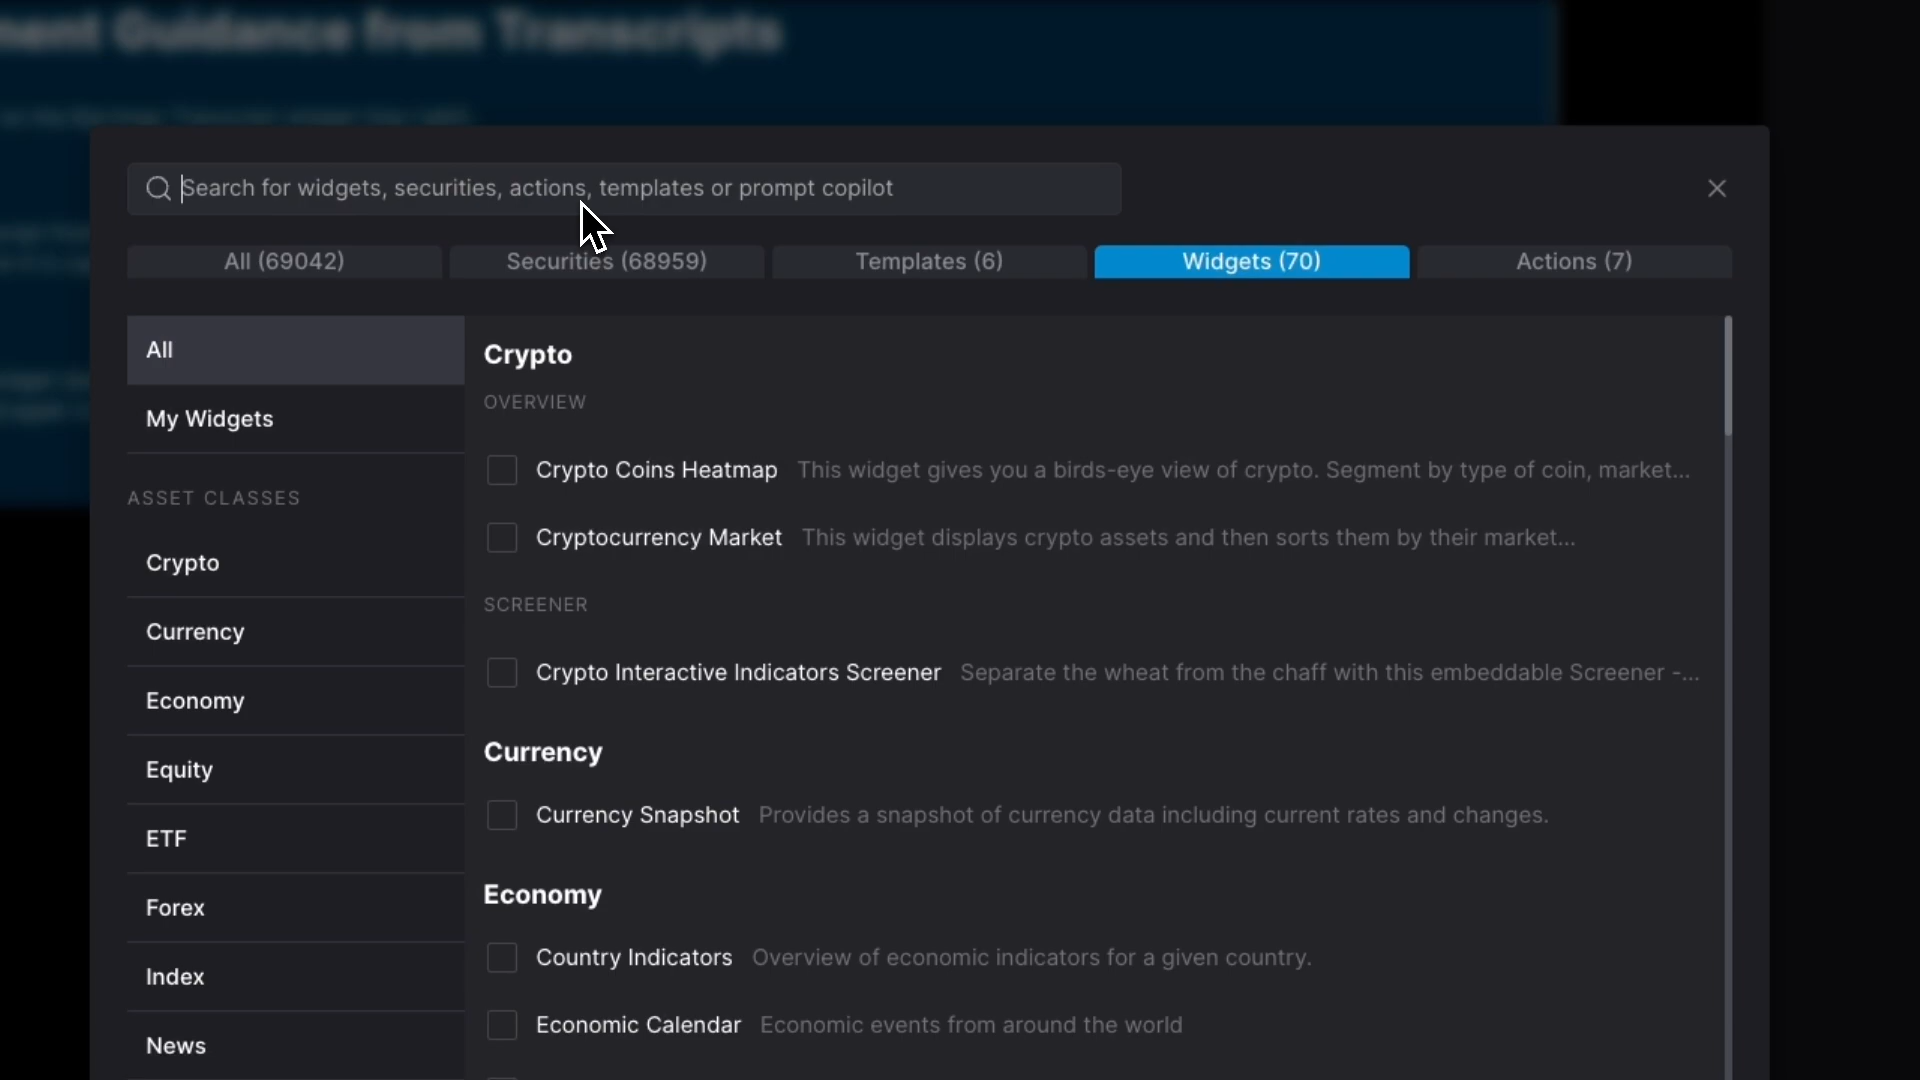 ment Guidance from Transcripts
Search for widgets, securities, actions, templates or prompt copilot
All (69042)
Securities (68959)
Templates (6)
Widgets (70)
Actions (7)
All
My Widgets
ASSET CLASSES
Crypto
Currency
Economy
Equity
ETF
Forex
Index
News
Crypto
OVERVIEW
Crypto Coins Heatmap This widget gives you a birds-eye view of crypto. Segment by type of coin, market...
Cryptocurrency Market This widget displays crypto assets and then sorts them by their market...
SCREENER
Crypto Interactive Indicators Screener Separate the wheat from the chaff with this embeddable Screener -...
Currency
Currency Snapshot Provides a snapshot of currency data including current rates and changes.
Economy
Country Indicators Overview of economic indicators for a given country.
Economic Calendar Economic events from around the world